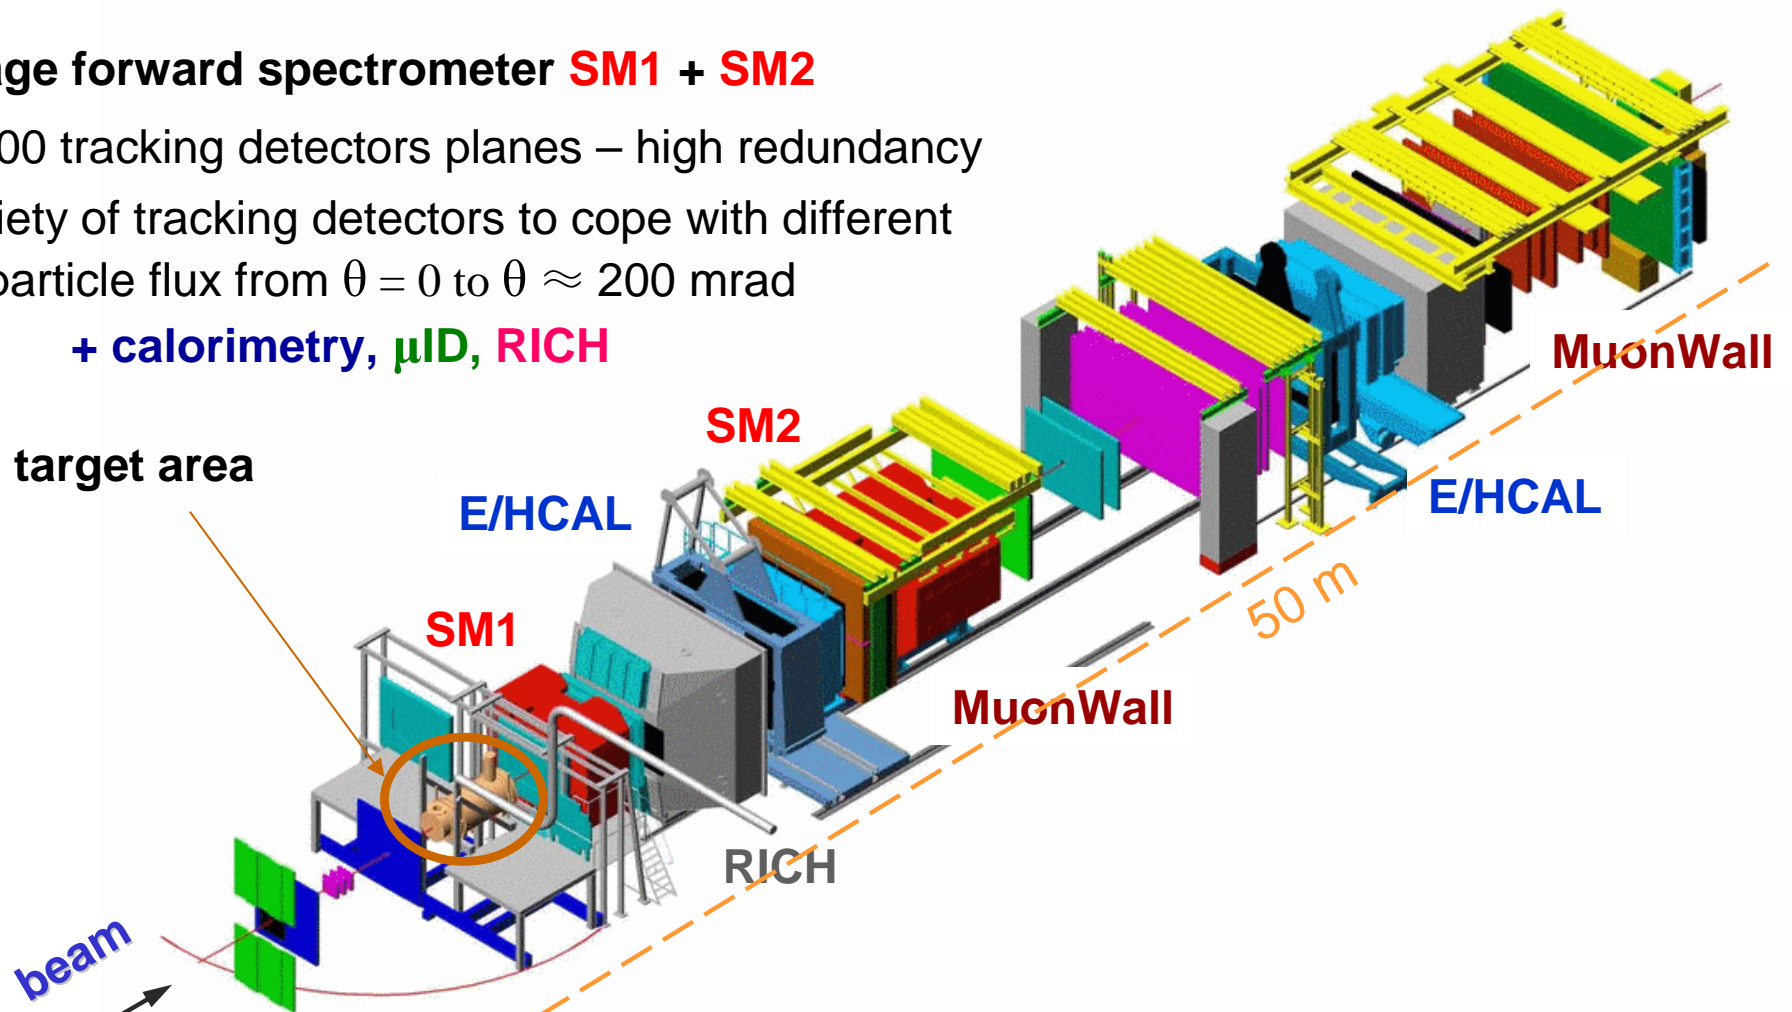 age forward spectrometer SM1 + SM2
00 tracking detectors planes – high redundancy
iety of tracking detectors to cope with different
particle flux from θ = 0 to θ ≈ 200 mrad
+ calorimetry, μID, RICH
MuonWall
SM2
target area
E/HCAL
E/HCAL
50 m
SM1
MuonWall
RICH
beam